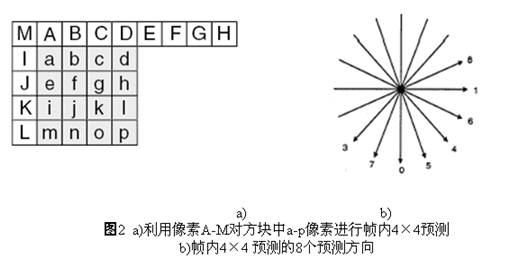 M A B C D E F G H
I a b c d
J e f g h
K i j k l
L m n o p
8
1
6
3 4
7 0 5
a) b)
图2 a)利用像素A-M对方块中a-p像素进行帧内4×4预测
b)帧内4×4 预测的8个预测方向